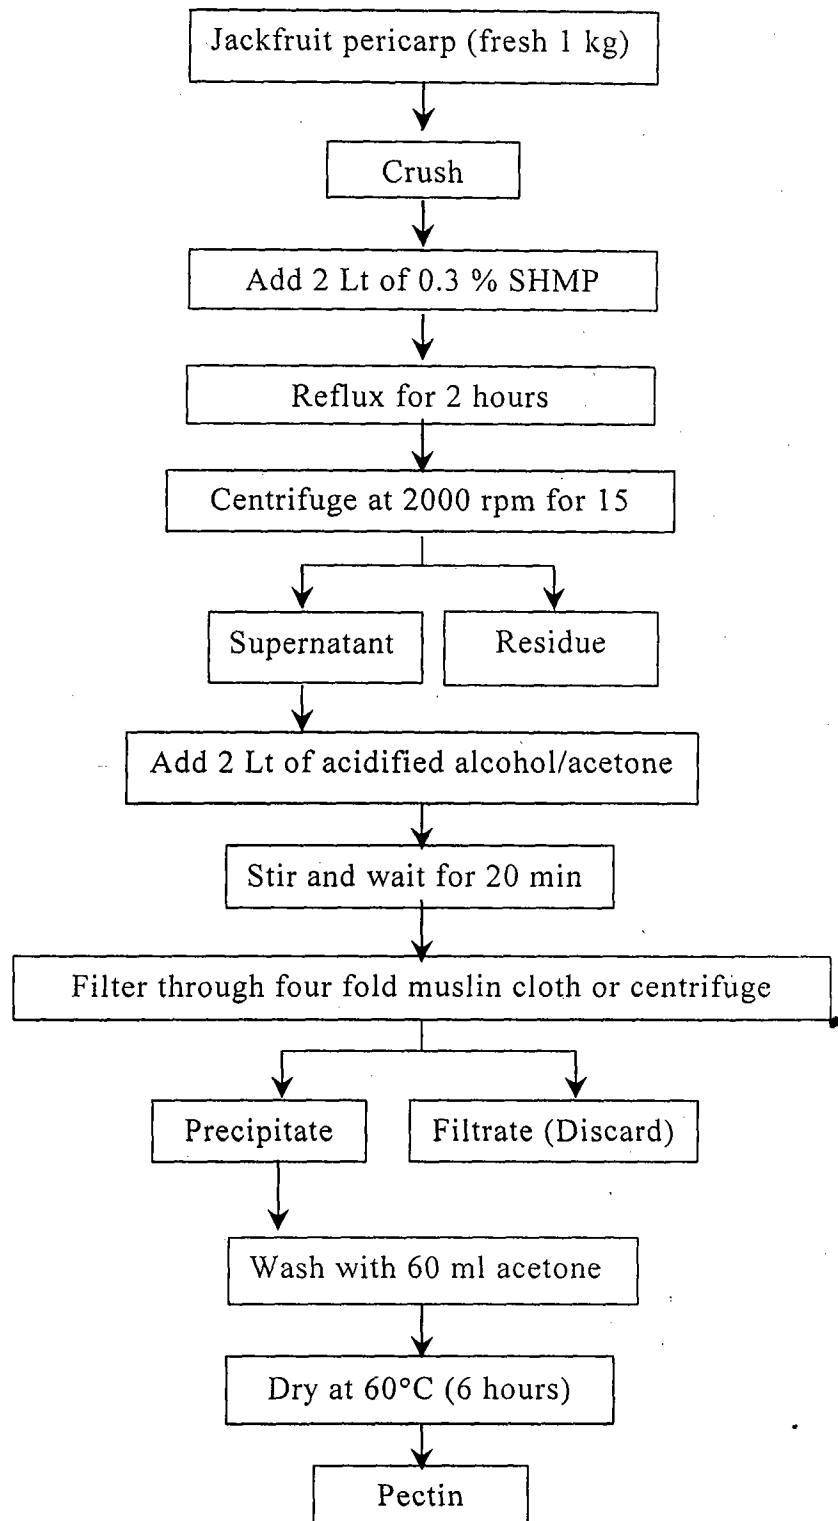 Jackfruit pericarp (fresh 1 kg)
Crush
Add 2 Lt of 0.3 % SHMP
Reflux for 2 hours
Centrifuge at 2000 rpm for 15
Supernatant
Residue
Add 2 Lt of acidified alcohol/acetone
Stir and wait for 20 min
Filter through four fold muslin cloth or centrifuge
Precipitate
Filtrate (Discard)
Wash with 60 ml acetone
Dry at 60°C (6 hours)
Pectin